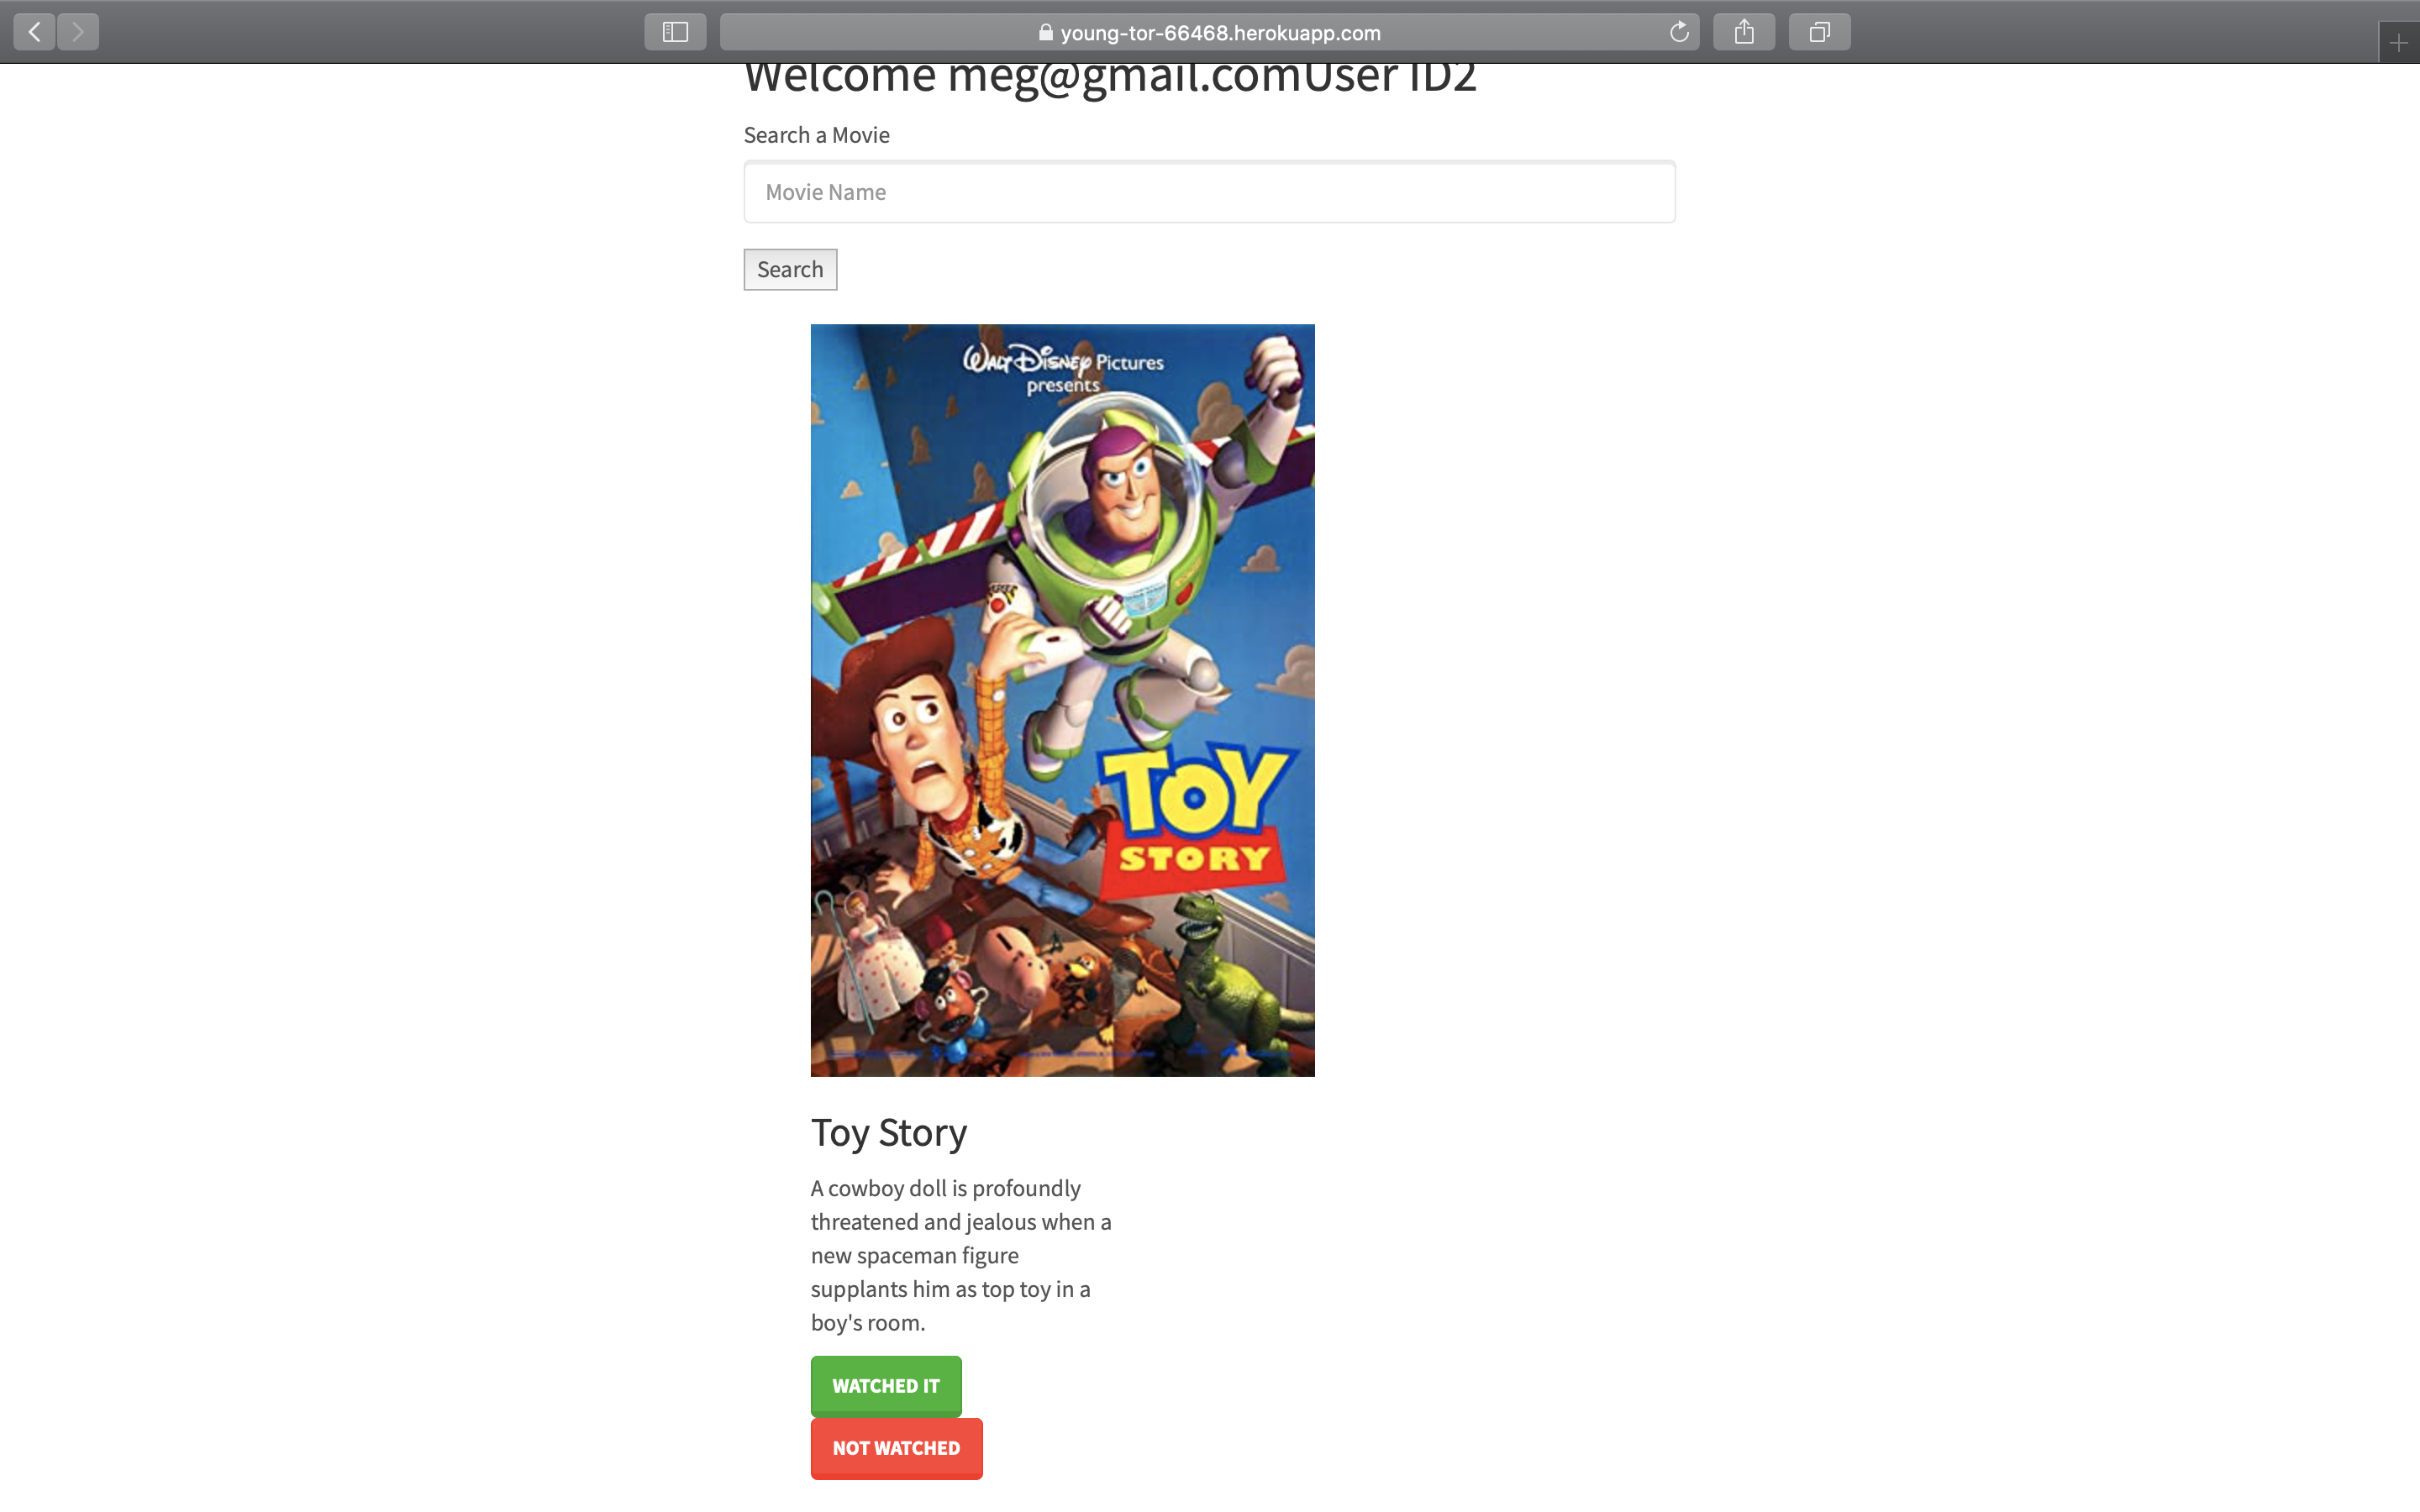 young-tor-66468.herokuapp.com
Welcome meg@gmail.comUser ID2
Search a Movie
Movie Name
Search
WALT DISNEY Pictures
presents
TOY
STORY
Toy Story
A cowboy doll is profoundly
threatened and jealous when a
new spaceman figure
supplants him as top toy in a
boy's room.
WATCHED IT
NOT WATCHED